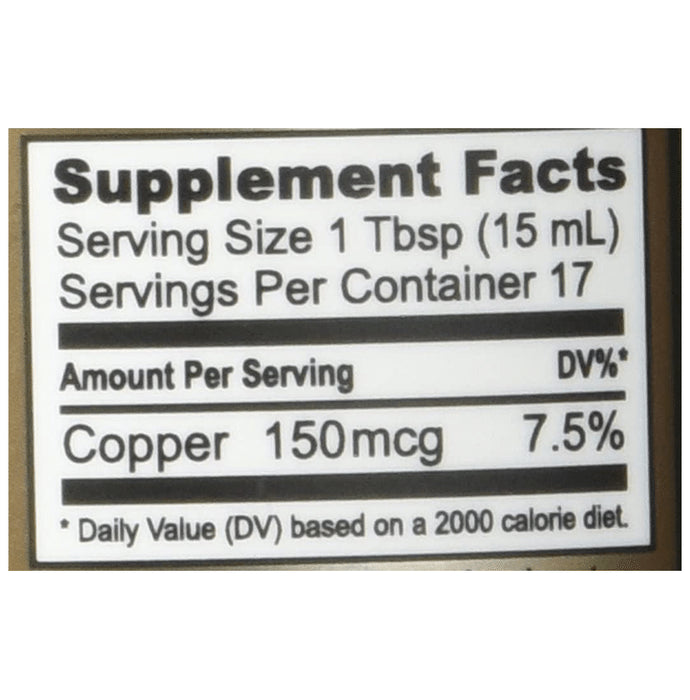 Supplement Facts
Serving Size 1 Tbsp (15 mL)
Servings Per Container 17
Amount Per Serving DV%*
Copper 150mcg 7.5%
* Daily Value (DV) based on a 2000 calorie diet.